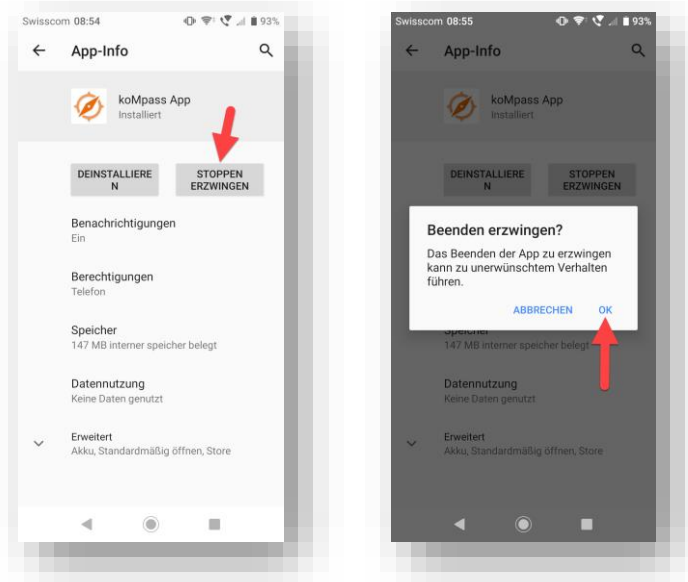 Swisscom 08:54
93%
App-Info
koMpass App
Installiert
DEINSTALLIERE
N
STOPPEN
ERZWINGEN
Benachrichtigungen
Ein
Berechtigungen
Telefon
Speicher
147 MB interner speicher belegt
Datennutzung
Keine Daten genutzt
Erweitert
Akku, Standardmäßig öffnen, Store
Swisscom 08:55
93%
App-Info
koMpass App
Installiert
DEINSTALLIERE
N
STOPPEN
ERZWINGEN
Beenden erzwingen?
Das Beenden der App zu erzwingen
kann zu unerwünschtem Verhalten
führen.
ABBRECHEN
OK
Speicher
147 MB interner speicher belegt
Datennutzung
Keine Daten genutzt
Erweitert
Akku, Standardmäßig öffnen, Store